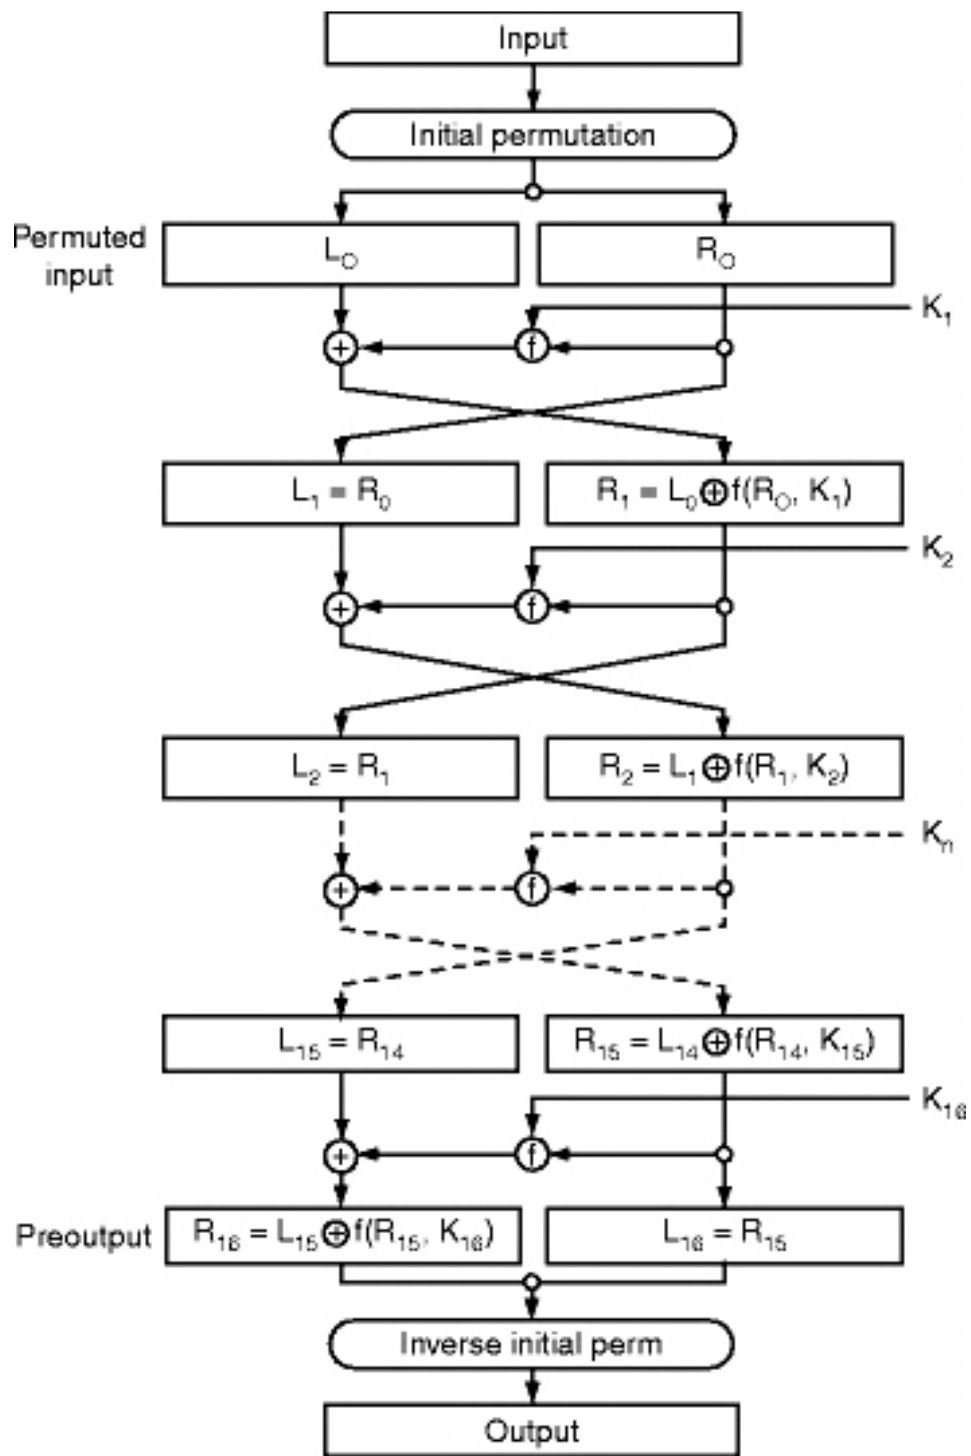 Input
Initial permutation
Permuted
input
L₀
R₀
K₁
+
f
L₁ = R₀
R₁ = L₀ ⊕ f(R₀, K₁)
K₂
+
f
L₂ = R₁
R₂ = L₁ ⊕ f(R₁, K₂)
Kₙ
+
f
L₁₅ = R₁₄
R₁₅ = L₁₄ ⊕ f(R₁₄, K₁₅)
K₁₆
+
f
Preoutput
R₁₆ = L₁₅ ⊕ f(R₁₅, K₁₆)
L₁₆ = R₁₅
Inverse initial perm
Output